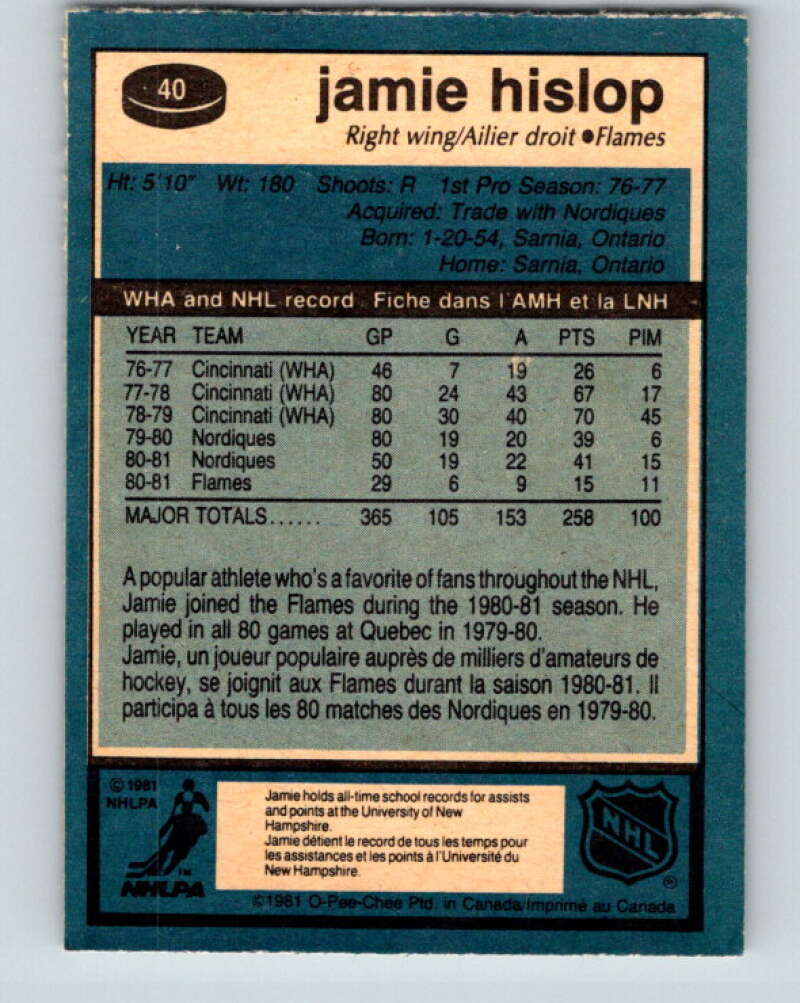 40
jamie hislop
Right wing/Ailier droit ●Flames
Ht: 5'10" Wt: 180 Shoots: R 1st Pro Season: 76-77
Acquired: Trade with Nordiques
Born: 1-20-54, Sarnia, Ontario
Home: Sarnia, Ontario
WHA and NHL record Fiche dans l'AMH et la LNH
YEAR TEAM GP G A PTS PIM
76-77 Cincinnati (WHA) 46 7 19 26 6
77-78 Cincinnati (WHA) 80 24 43 67 17
78-79 Cincinnati (WHA) 80 30 40 70 45
79-80 Nordiques 80 19 20 39 6
80-81 Nordiques 50 19 22 41 15
80-81 Flames 29 6 9 15 11
MAJOR TOTALS...... 365 105 153 258 100
A popular athlete who's a favorite of fans throughout the NHL,
Jamie joined the Flames during the 1980-81 season. He
played in all 80 games at Quebec in 1979-80.
Jamie, un joueur populaire auprès de milliers d'amateurs de
hockey, se joignit aux Flames durant la saison 1980-81. Il
participa à tous les 80 matches des Nordiques en 1979-80.
©1981
NHLPA
TM
NHLPA
Jamie holds all-time school records for assists
and points at the University of New
Hampshire.
Jamie détient le record de tous les temps pour
les assistances et les points à l'Université du
New Hampshire.
NHL
®
©1981 O-Pee-Chee Ptd. in Canada/Imprimé au Canada